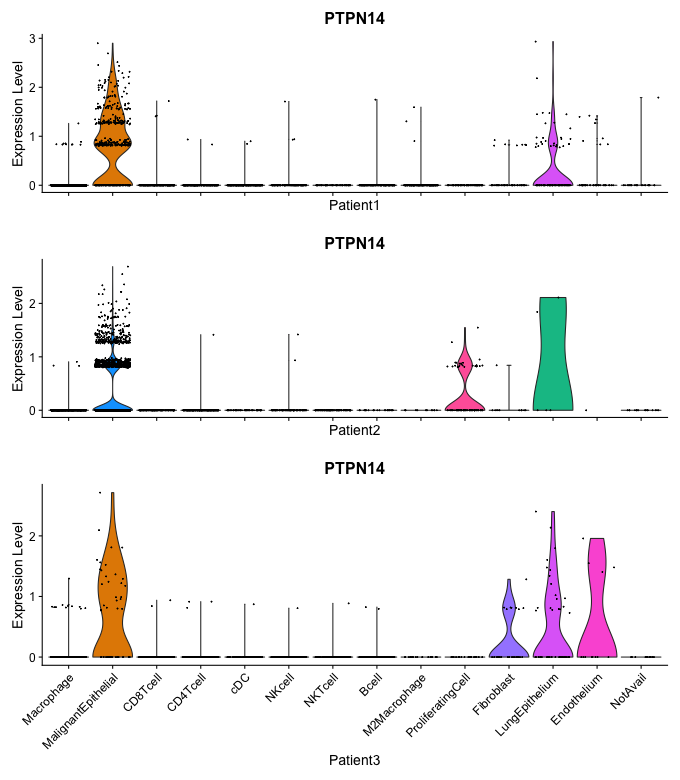 PTPN14
Expression Level
3
2
1
0
Patient1
PTPN14
Expression Level
2
1
0
Patient2
PTPN14
Expression Level
2
1
0
Macrophage
MalignantEpithelial
CD8Tcell
CD4Tcell
cDC
NKcell
NKTcell
Bcell
M2Macrophage
ProliferatingCell
Fibroblast
LungEpithelium
Endothelium
NotAvail
Patient3